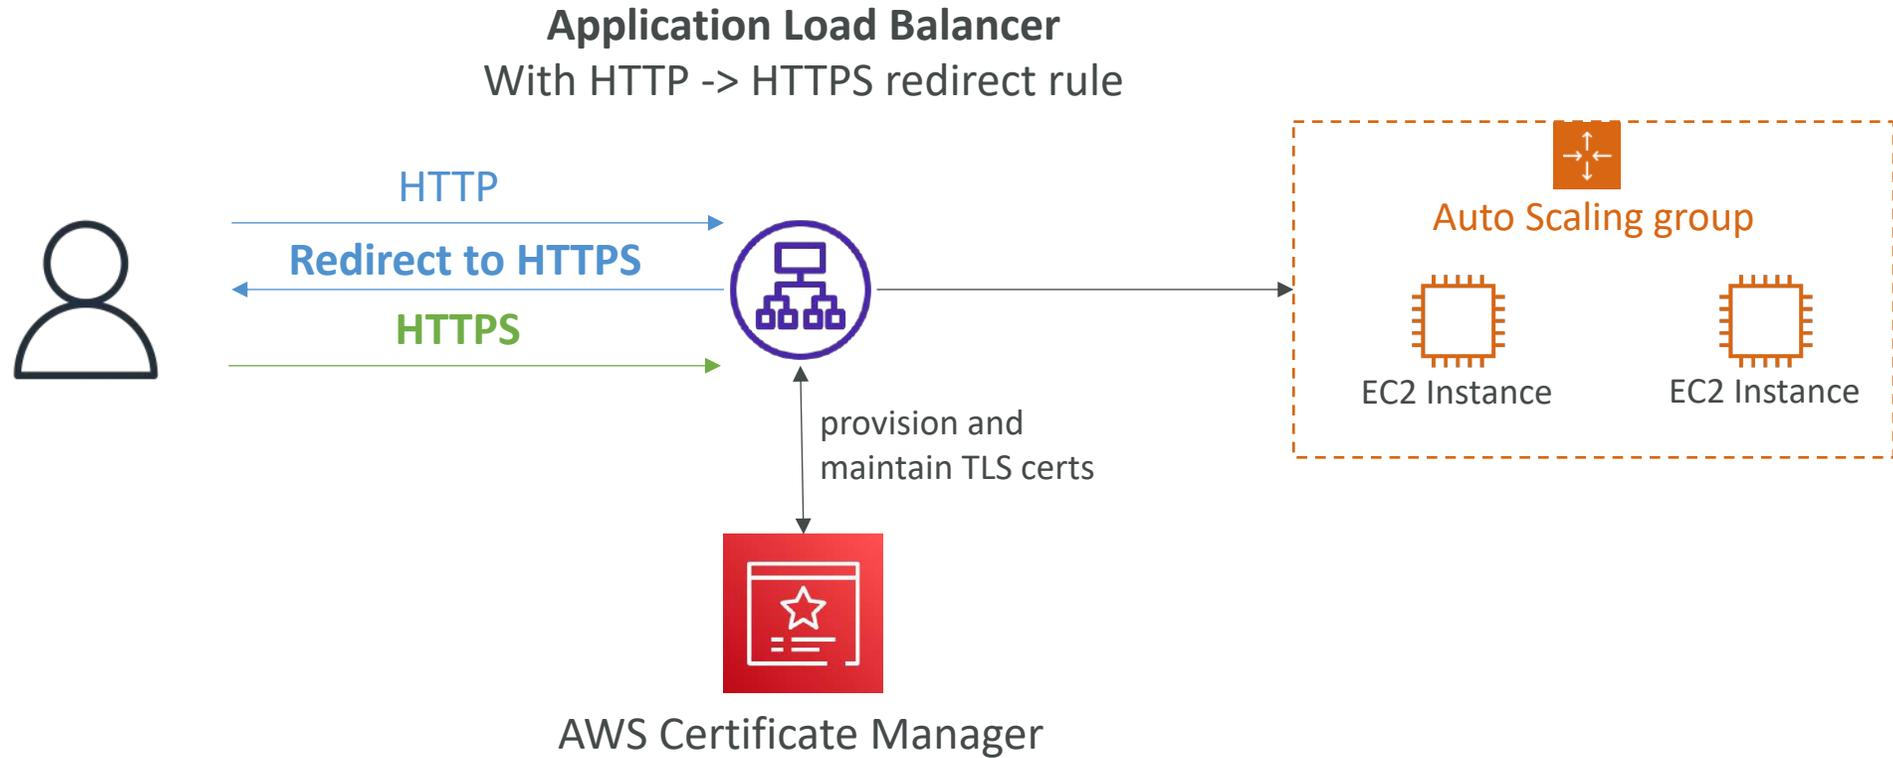 Application Load Balancer
With HTTP -> HTTPS redirect rule
HTTP
Redirect to HTTPS
HTTPS
Auto Scaling group
EC2 Instance
EC2 Instance
provision and
maintain TLS certs
AWS Certificate Manager